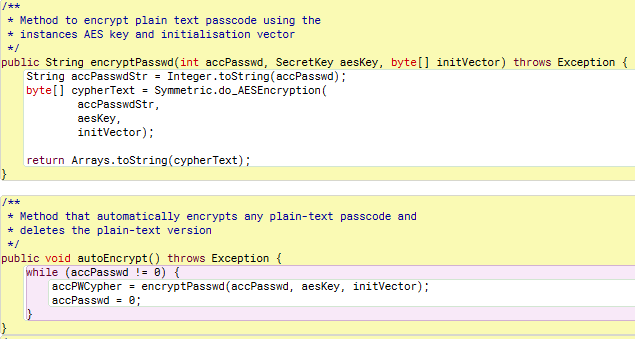 /**
 * Method to encrypt plain text passcode using the
 * instances AES key and initialisation vector
 */
public String encryptPasswd(int accPasswd, SecretKey aesKey, byte[] initVector) throws Exception {
    String accPasswdStr = Integer.toString(accPasswd);
    byte[] cypherText = Symmetric.do_AESEncryption(
            accPasswdStr,
            aesKey,
            initVector);
    return Arrays.toString(cypherText);
}
/**
 * Method that automatically encrypts any plain-text passcode and
 * deletes the plain-text version
 */
public void autoEncrypt() throws Exception {
    while (accPasswd != 0) {
        accPWCypher = encryptPasswd(accPasswd, aesKey, initVector);
        accPasswd = 0;
    }
}